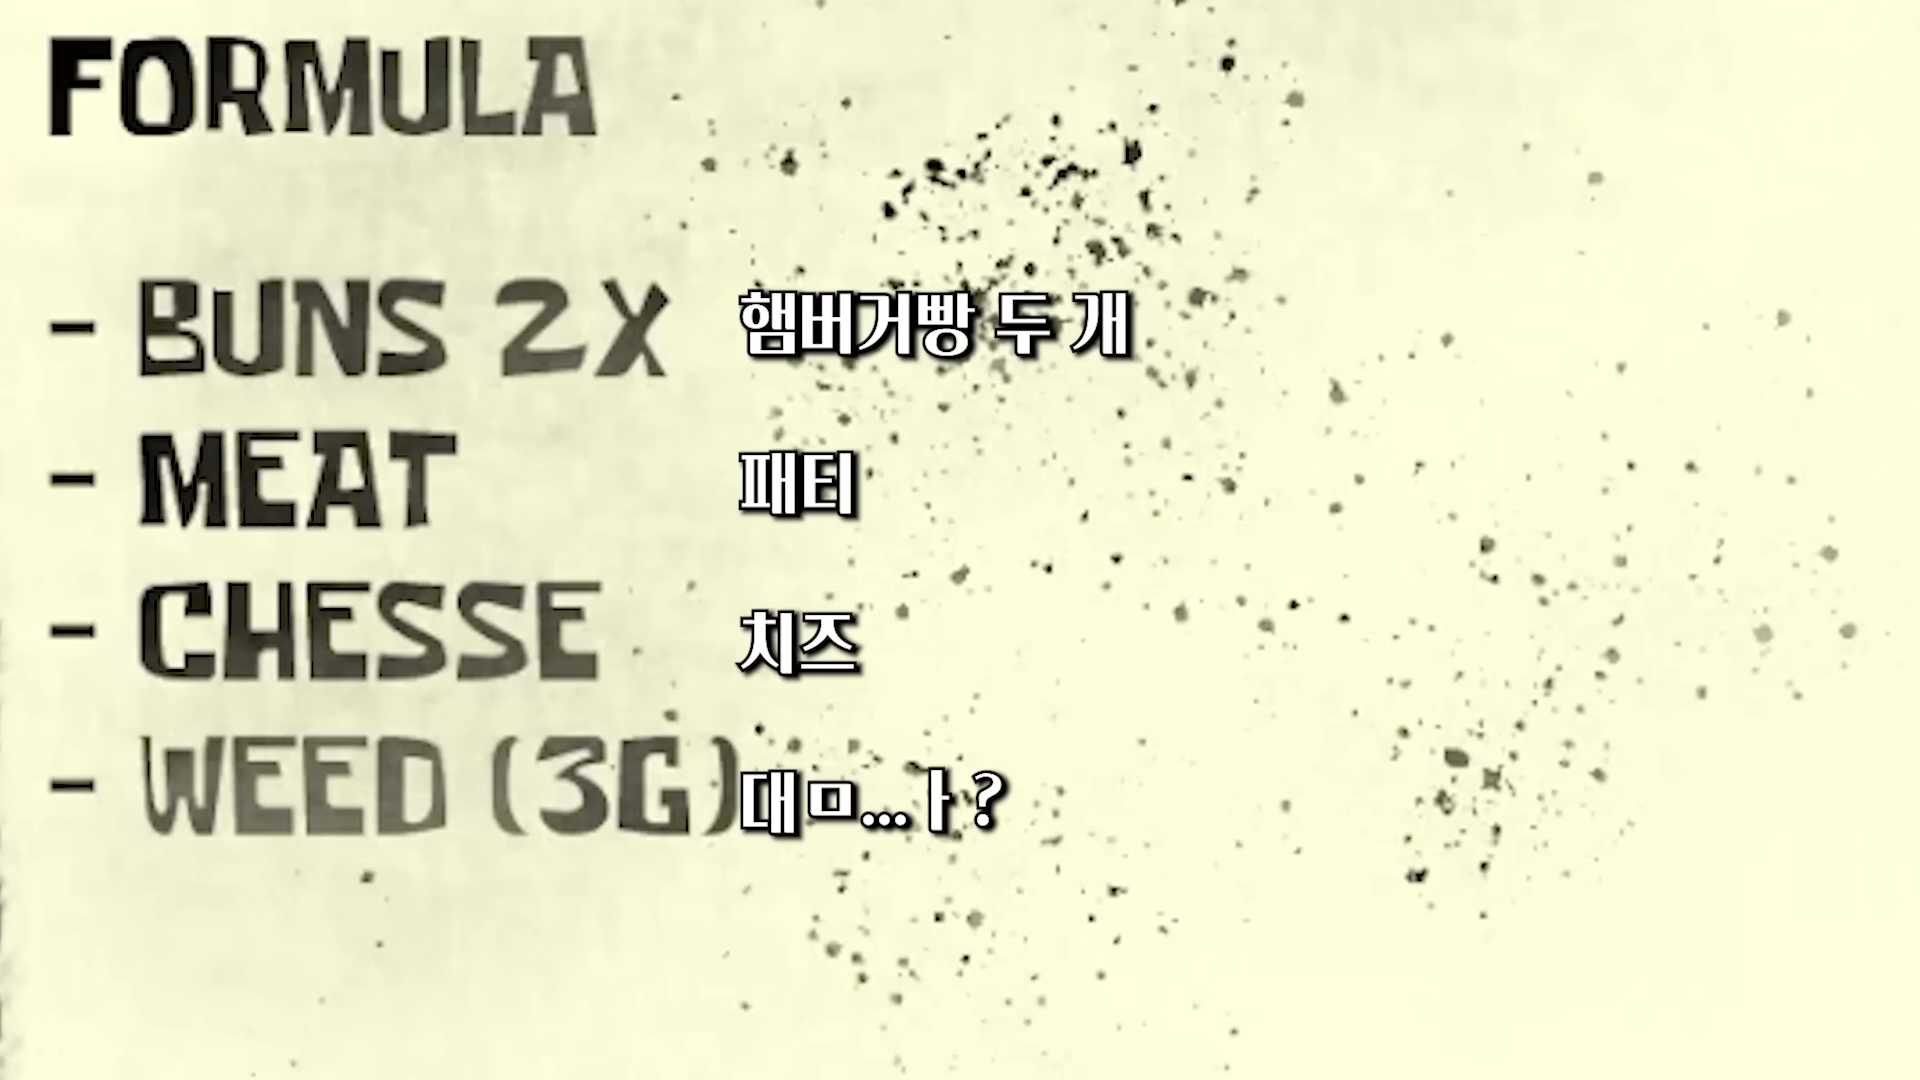 FORMULA
- BUNS 2X 햄버거빵 두 개
- MEAT 패티
- CHESSE 치즈
- WEED (3G) 대ㅁ...ㅏ?